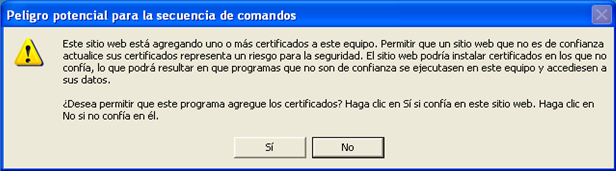 Peligro potencial para la secuencia de comandos
Este sitio web está agregando uno o más certificados a este equipo. Permitir que un sitio web que no es de confianza
actualice sus certificados representa un riesgo para la seguridad. El sitio web podría instalar certificados en los que no
confía, lo que podrá resultar en que programas que no son de confianza se ejecutasen en este equipo y accediesen a
sus datos.
¿Desea permitir que este programa agregue los certificados? Haga clic en Sí si confía en este sitio web. Haga clic en
No si no confía en él.
Sí
No